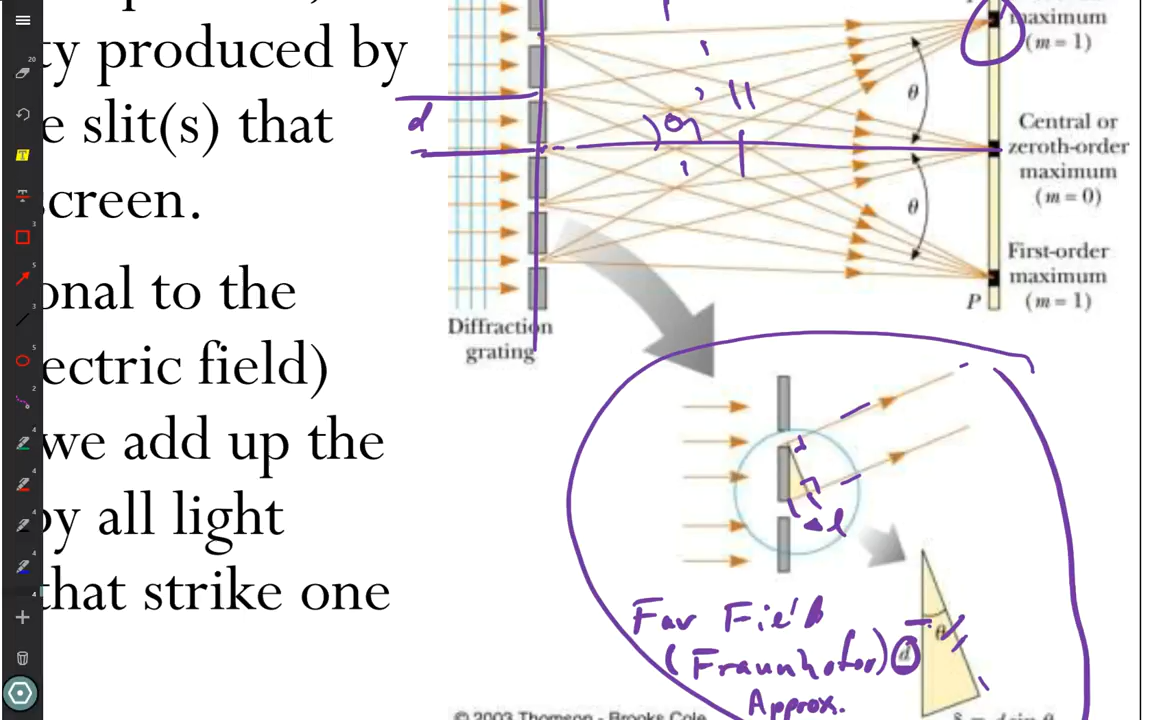 ty produced by
e slit(s) that
screen.
onal to the
ectric field)
we add up the
by all light
that strike one
d
maximum
(m = 1)
θ
Central or
zeroth-order
maximum
(m = 0)
θ
First-order
maximum
(m = 1)
P
Diffraction
grating
d
Δl
Far Field
(Fraunhofer)
Approx.
θ
d
δ = d sin θ
© 2003 Thomson - Brooks Cole